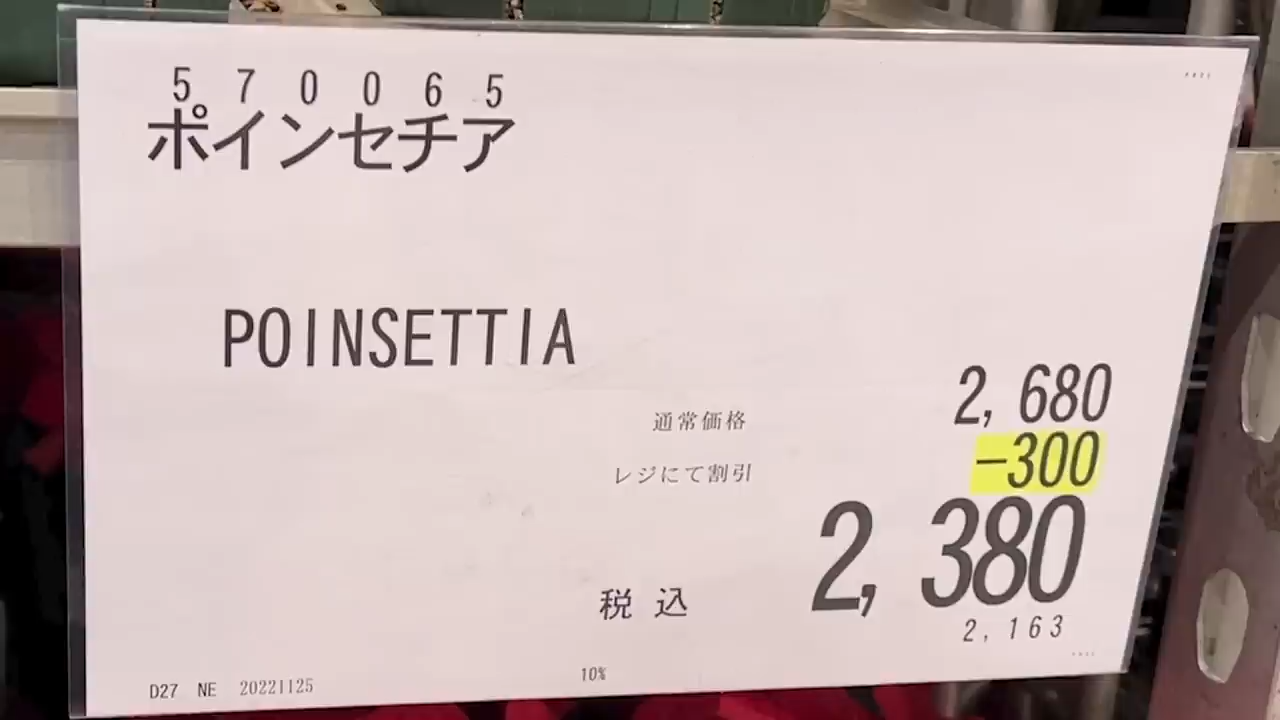 570065
ポインセチア
POINSETTIA
通常価格 2,680
レジにて割引 -300
税込 2,380
2,163
10%
D27 NE 20221125